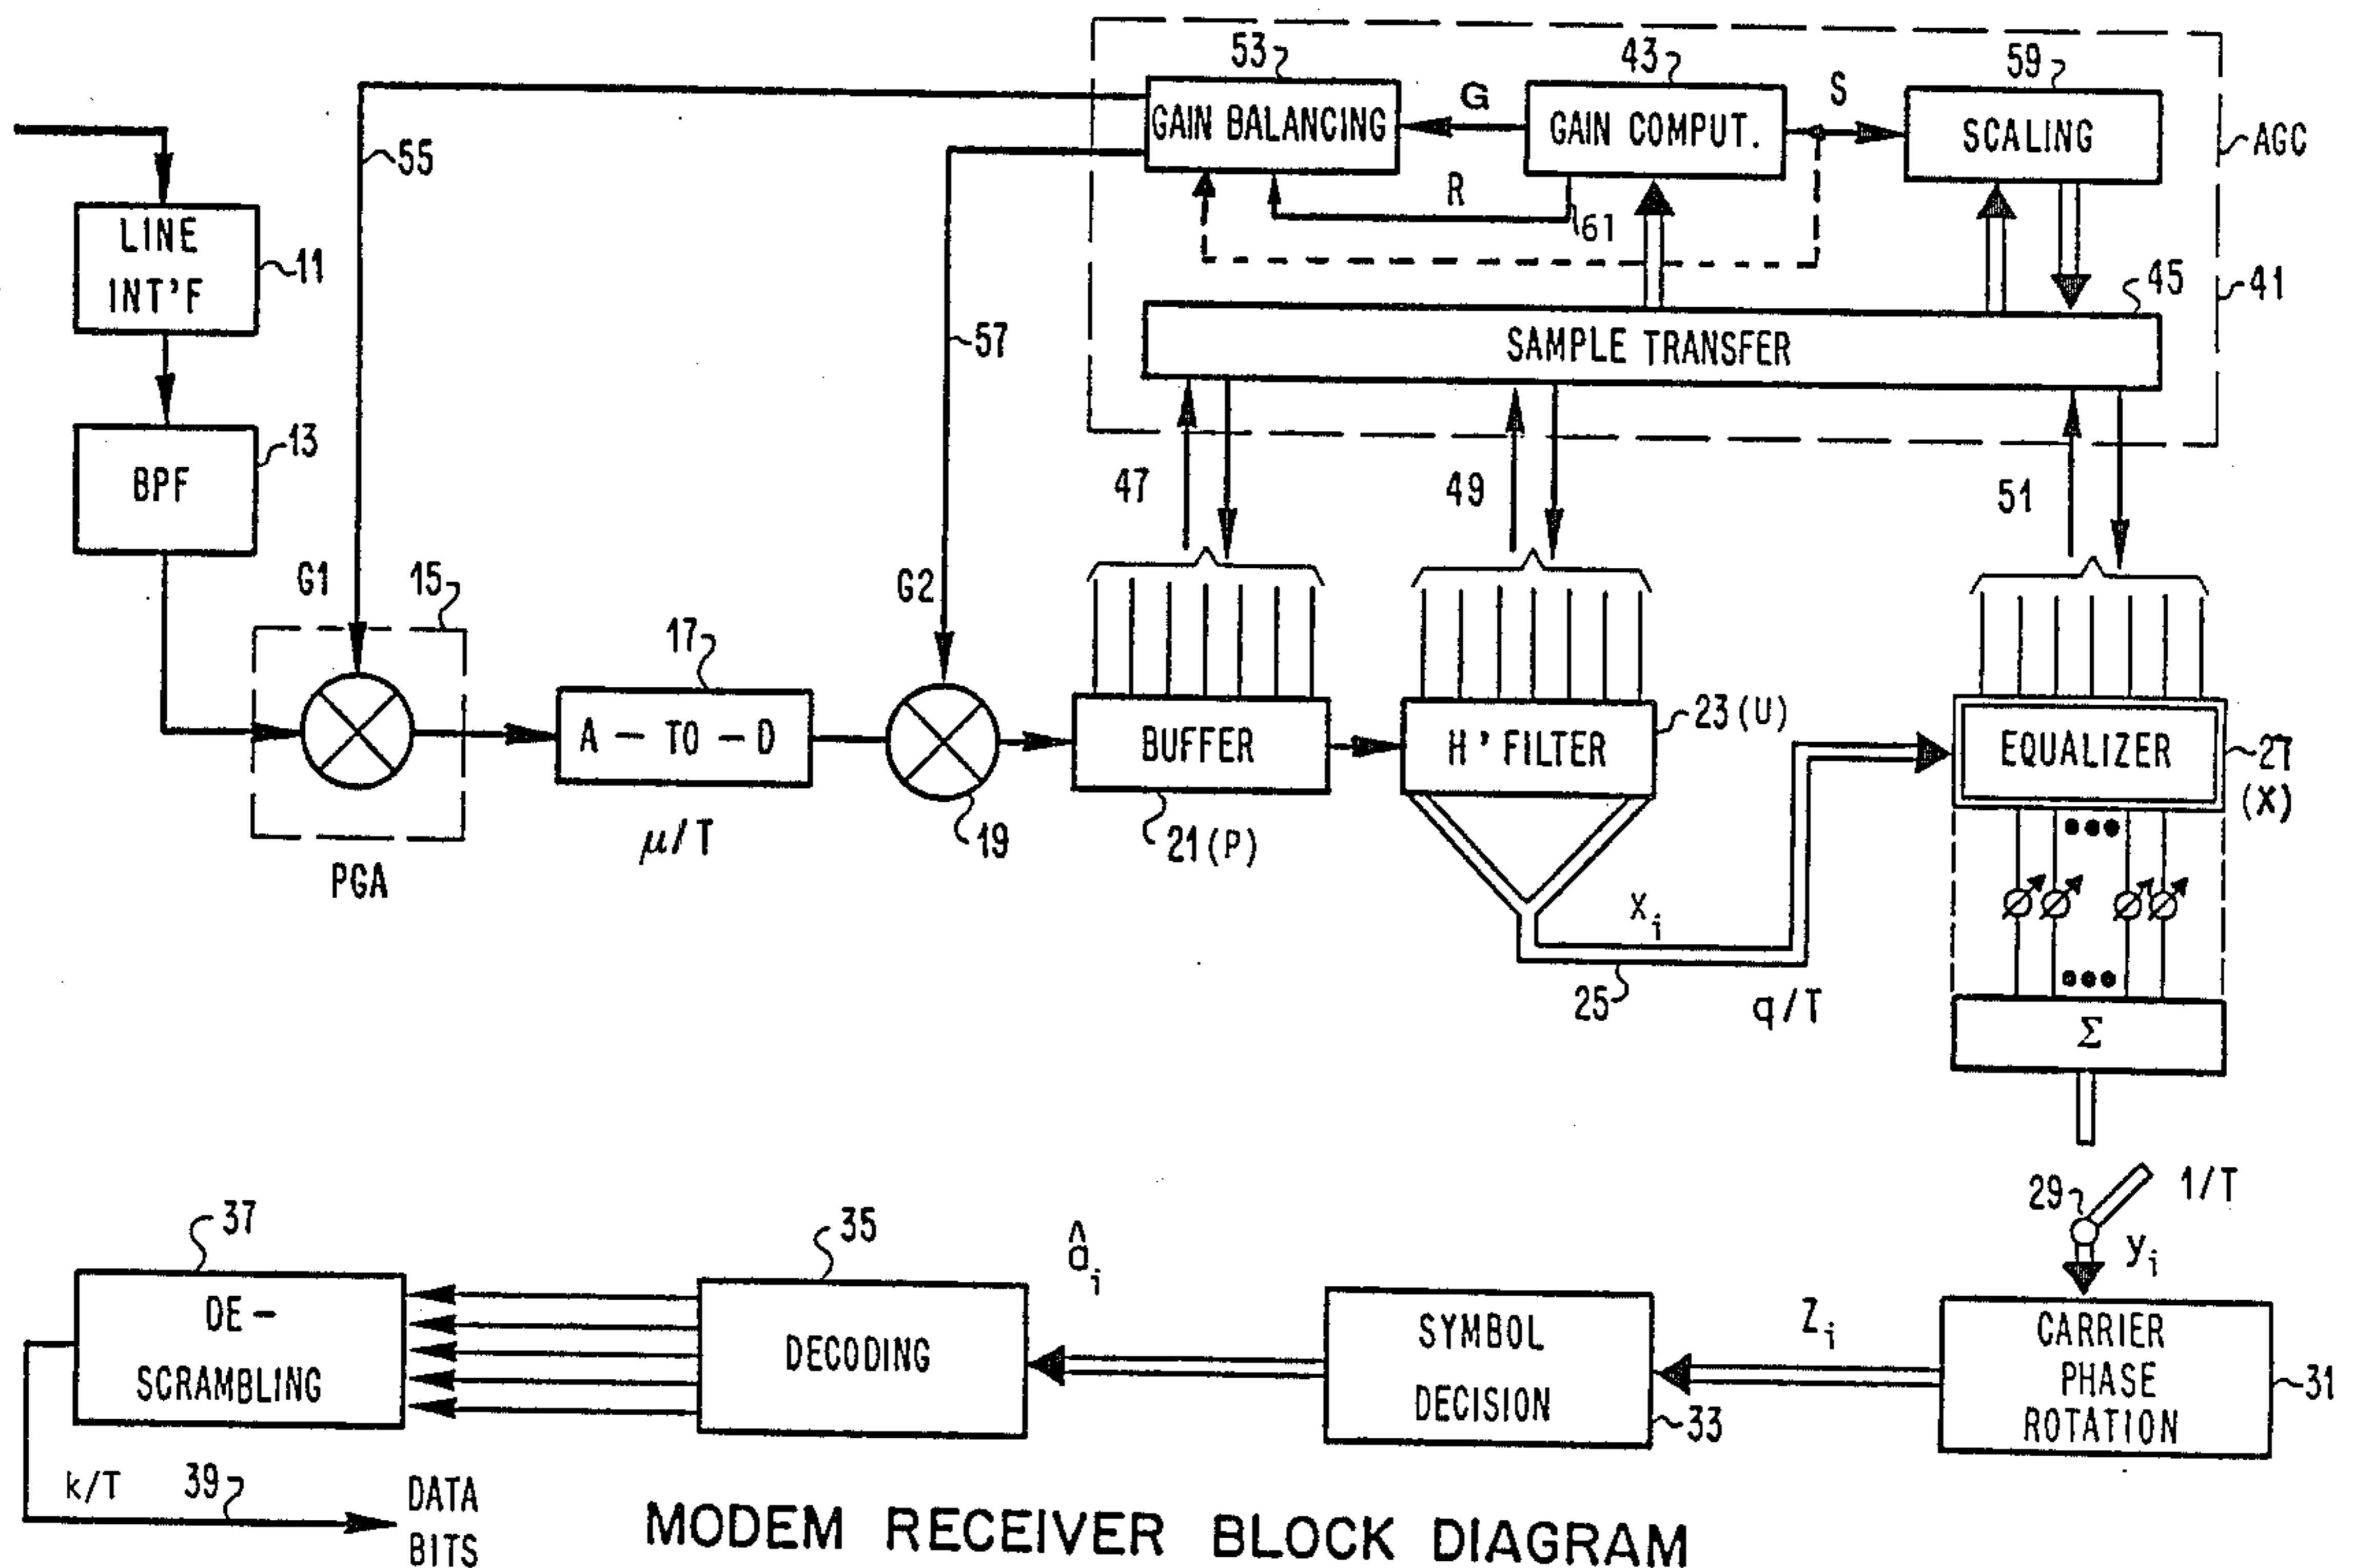 53
43
59
GAIN BALANCING
G
GAIN COMPUT.
S
SCALING
AGC
55
R
61
LINE
INT'F
11
45
41
57
SAMPLE TRANSFER
13
BPF
47
49
51
G1
15
17
G2
A - TO - D
BUFFER
H' FILTER
23 (U)
EQUALIZER
27
(X)
PGA
μ/T
19
21 (P)
x_i
25
q/T
Σ
29
1/T
y_i
37
35
â_i
Z_i
DE -
SCRAMBLING
DECODING
SYMBOL
DECISION
33
CARRIER
PHASE
ROTATION
31
k/T
39
DATA
BITS
MODEM RECEIVER BLOCK DIAGRAM